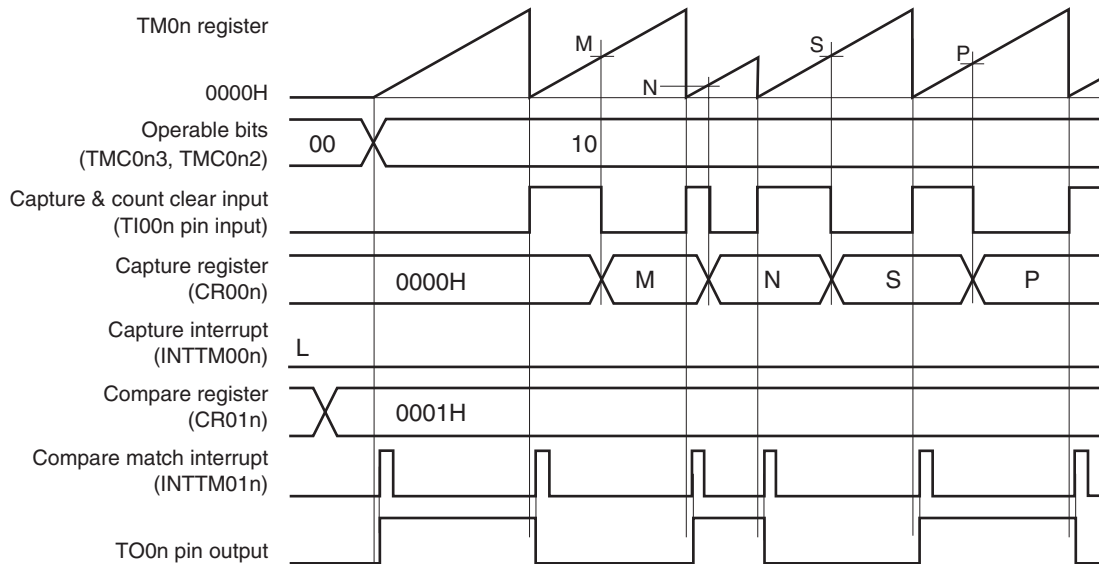 TM0n register
M
S
P
N
0000H
Operable bits
(TMC0n3, TMC0n2)
00
10
Capture & count clear input
(TI00n pin input)
Capture register
(CR00n)
0000H
M
N
S
P
Capture interrupt
(INTTM00n)
L
Compare register
(CR01n)
0001H
Compare match interrupt
(INTTM01n)
TO0n pin output